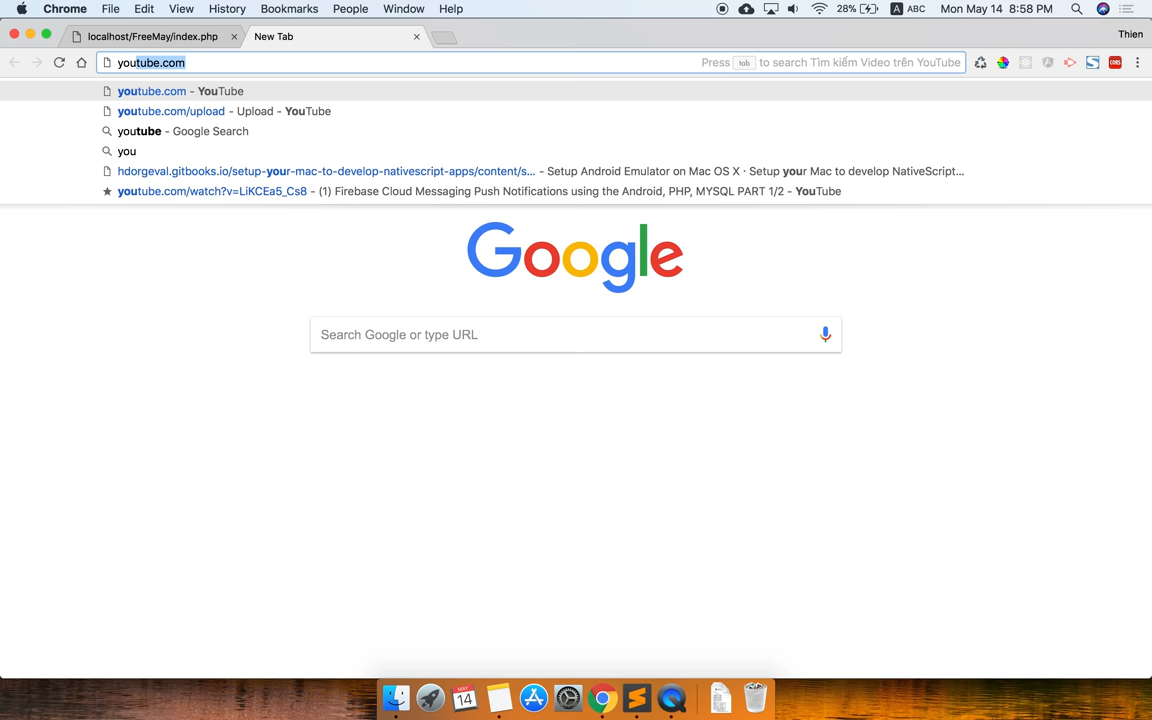 Chrome File Edit View History Bookmarks People Window Help 28% A ABC Mon May 14 8:58 PM
localhost/FreeMay/index.php New Tab Thien
youtube.com Press tab to search Tìm kiếm Video trên YouTube CORS
youtube.com - YouTube
youtube.com/upload - Upload - YouTube
youtube - Google Search
you
hdorgeval.gitbooks.io/setup-your-mac-to-develop-nativescript-apps/content/s... - Setup Android Emulator on Mac OS X · Setup your Mac to develop NativeScript...
youtube.com/watch?v=LiKCEa5_Cs8 - (1) Firebase Cloud Messaging Push Notifications using the Android, PHP, MYSQL PART 1/2 - YouTube
Google
Search Google or type URL
MAY
14